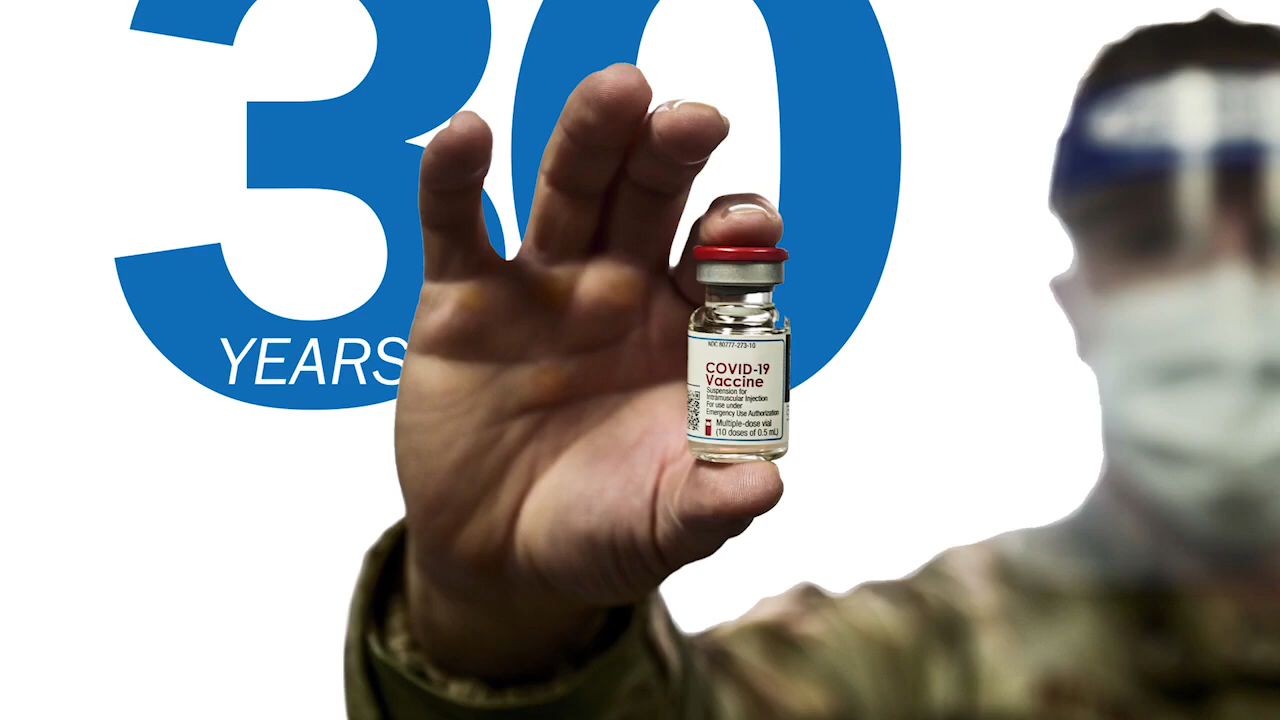 30
YEARS
NDC 80777-273-10
COVID-19
Vaccine
Suspension for
Intramuscular Injection
For use under
Emergency Use Authorization
Multiple-dose vial
(10 doses of 0.5 mL)